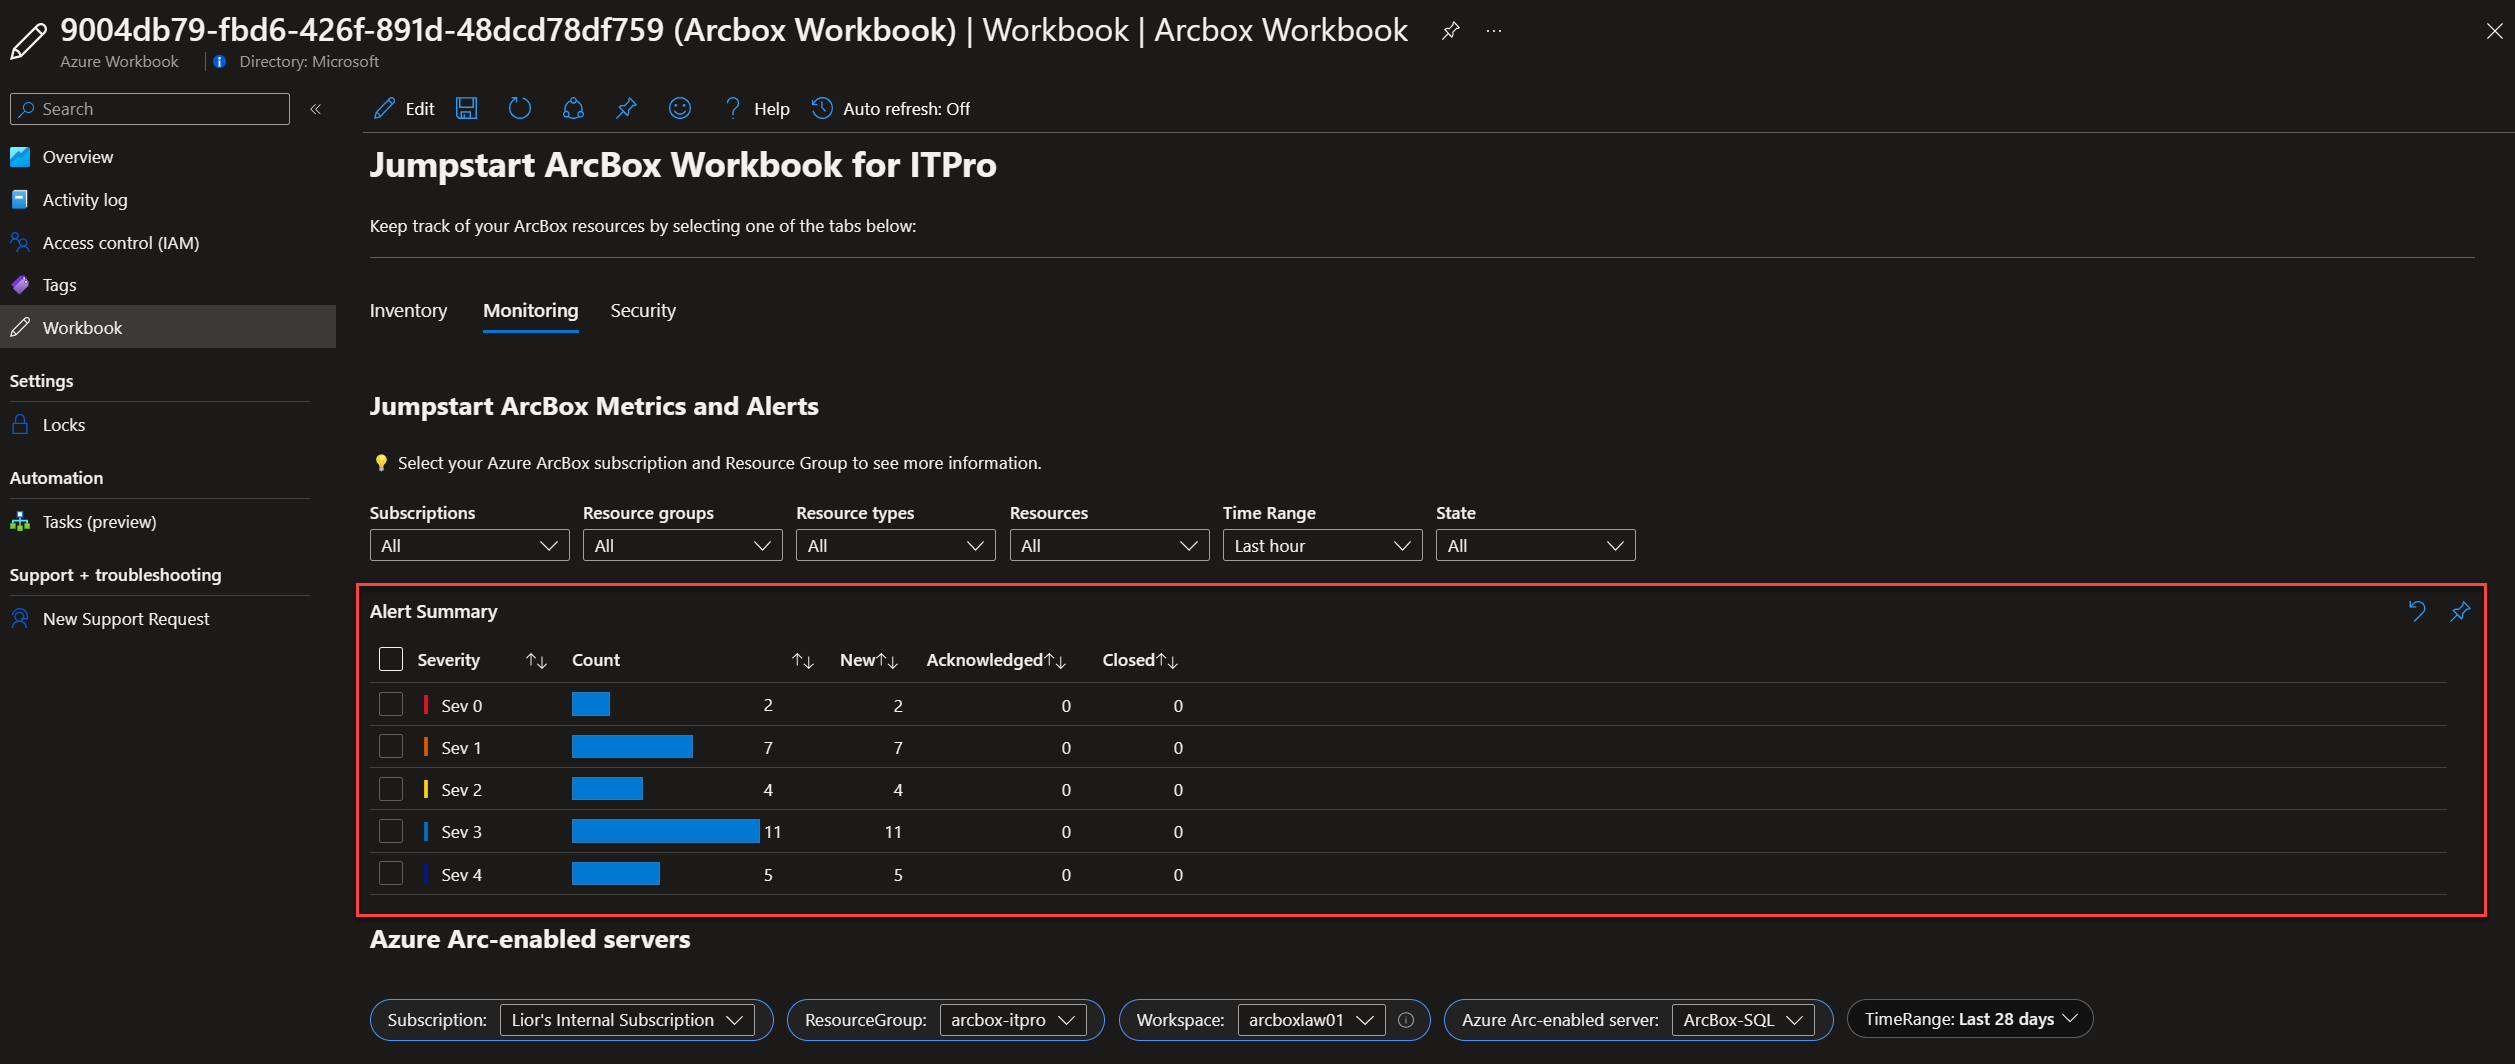 9004db79-fbd6-426f-891d-48dcd78df759 (Arcbox Workbook) | Workbook | Arcbox Workbook
Azure Workbook | Directory: Microsoft
Search
Edit Help Auto refresh: Off
Overview
Activity log
Access control (IAM)
Tags
Workbook
Settings
Locks
Automation
Tasks (preview)
Support + troubleshooting
New Support Request
Jumpstart ArcBox Workbook for ITPro
Keep track of your ArcBox resources by selecting one of the tabs below:
Inventory Monitoring Security
Jumpstart ArcBox Metrics and Alerts
Select your Azure ArcBox subscription and Resource Group to see more information.
Subscriptions Resource groups Resource types Resources Time Range State
All All All All Last hour All
Alert Summary
Severity Count New Acknowledged Closed
Sev 0 2 2 0 0
Sev 1 7 7 0 0
Sev 2 4 4 0 0
Sev 3 11 11 0 0
Sev 4 5 5 0 0
Azure Arc-enabled servers
Subscription: Lior's Internal Subscription ResourceGroup: arcbox-itpro Workspace: arcboxlaw01 Azure Arc-enabled server: ArcBox-SQL TimeRange: Last 28 days